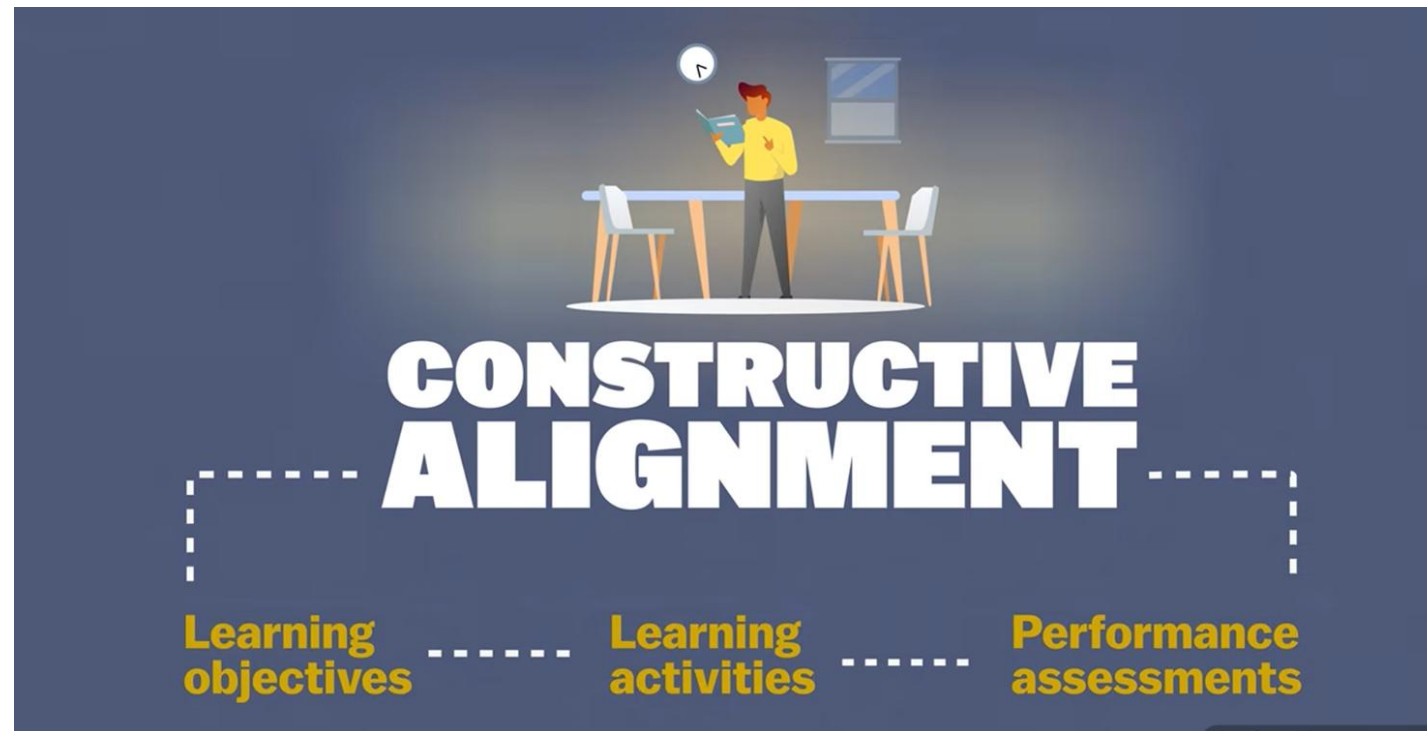 CONSTRUCTIVE
ALIGNMENT
Learning
objectives
Learning
activities
Performance
assessments